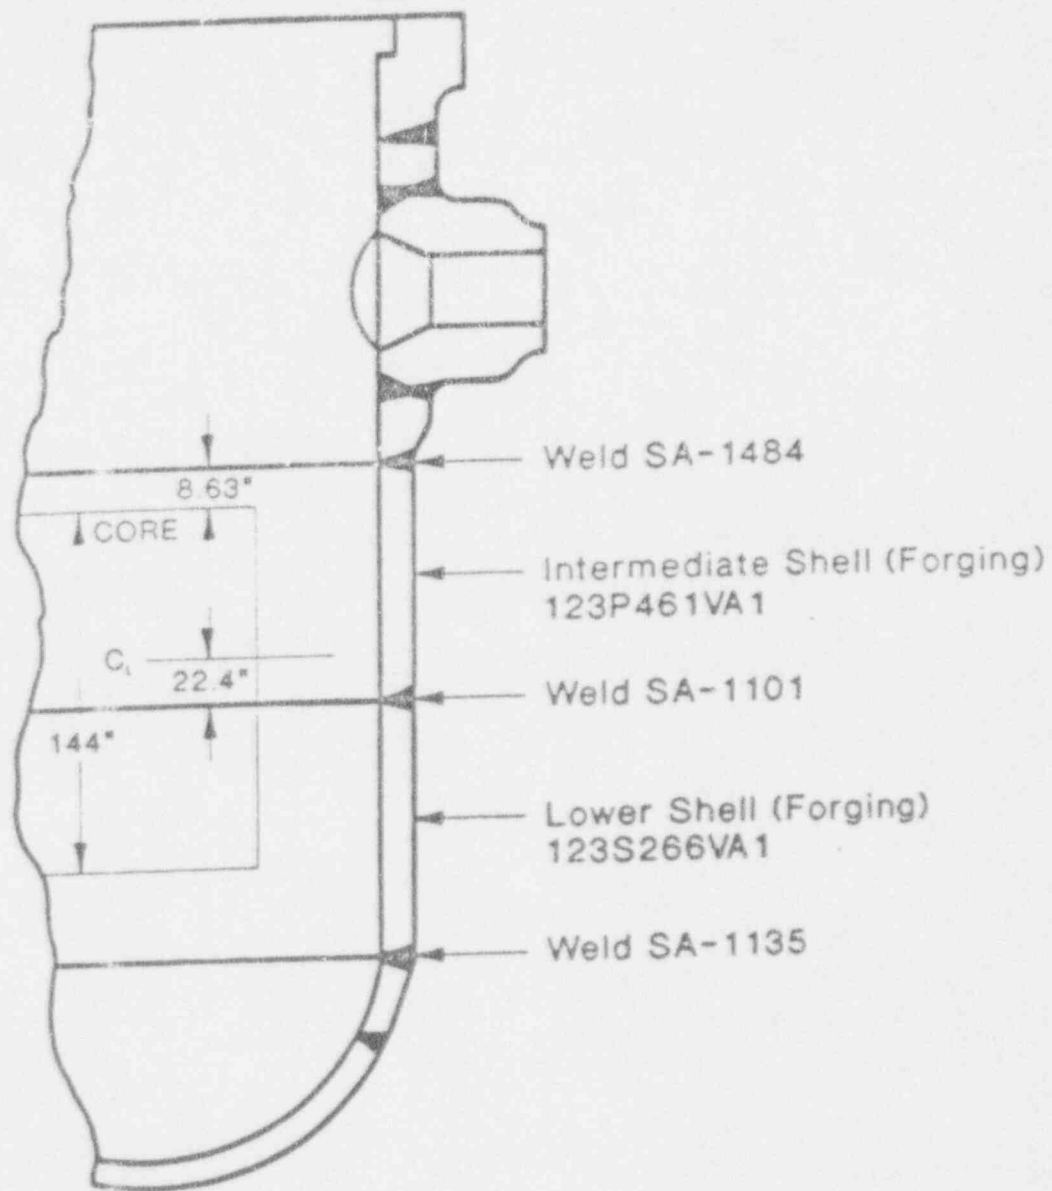 Weld SA-1484
8.63"
CORE
Intermediate Shell (Forging)
123P461VA1
C
22.4"
Weld SA-1101
144"
Lower Shell (Forging)
123S266VA1
Weld SA-1135